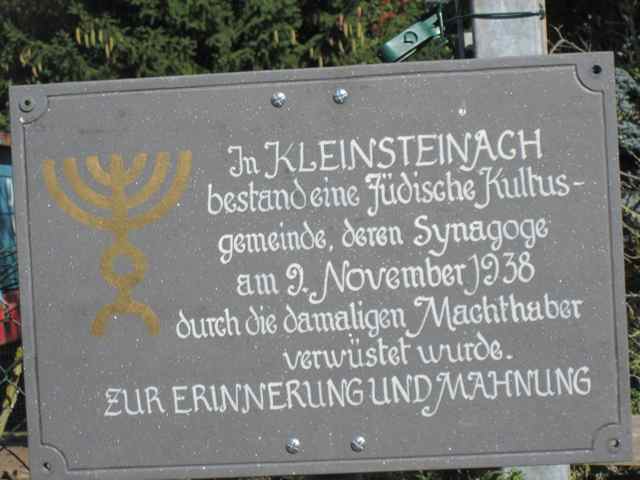 In KLEINSTEINACH
bestand eine Jüdische Kultus-
gemeinde, deren Synagoge
am 9. November 1938
durch die damaligen Machthaber
verwüstet wurde.
ZUR ERINNERUNG UND MAHNUNG